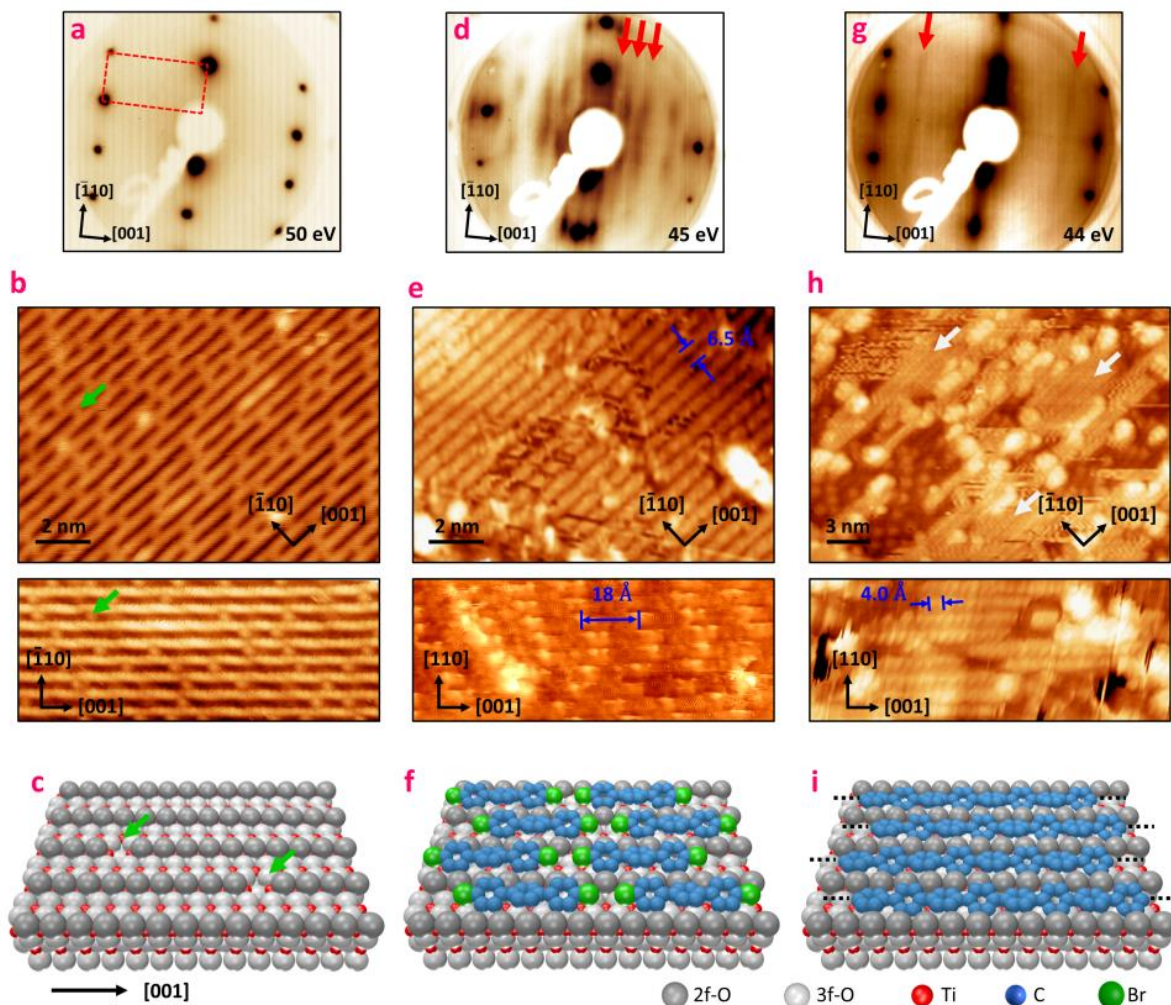 a
[1̄10]
[001]
50 eV
d
[1̄10]
[001]
45 eV
g
[1̄10]
[001]
44 eV
b
2 nm
[1̄10]
[001]
e
6.5 Å
2 nm
[1̄10]
[001]
h
3 nm
[1̄10]
[001]
[1̄10]
[001]
18 Å
[110]
[001]
4.0 Å
[110]
[001]
c
f
i
[001]
2f-O
3f-O
Ti
C
Br